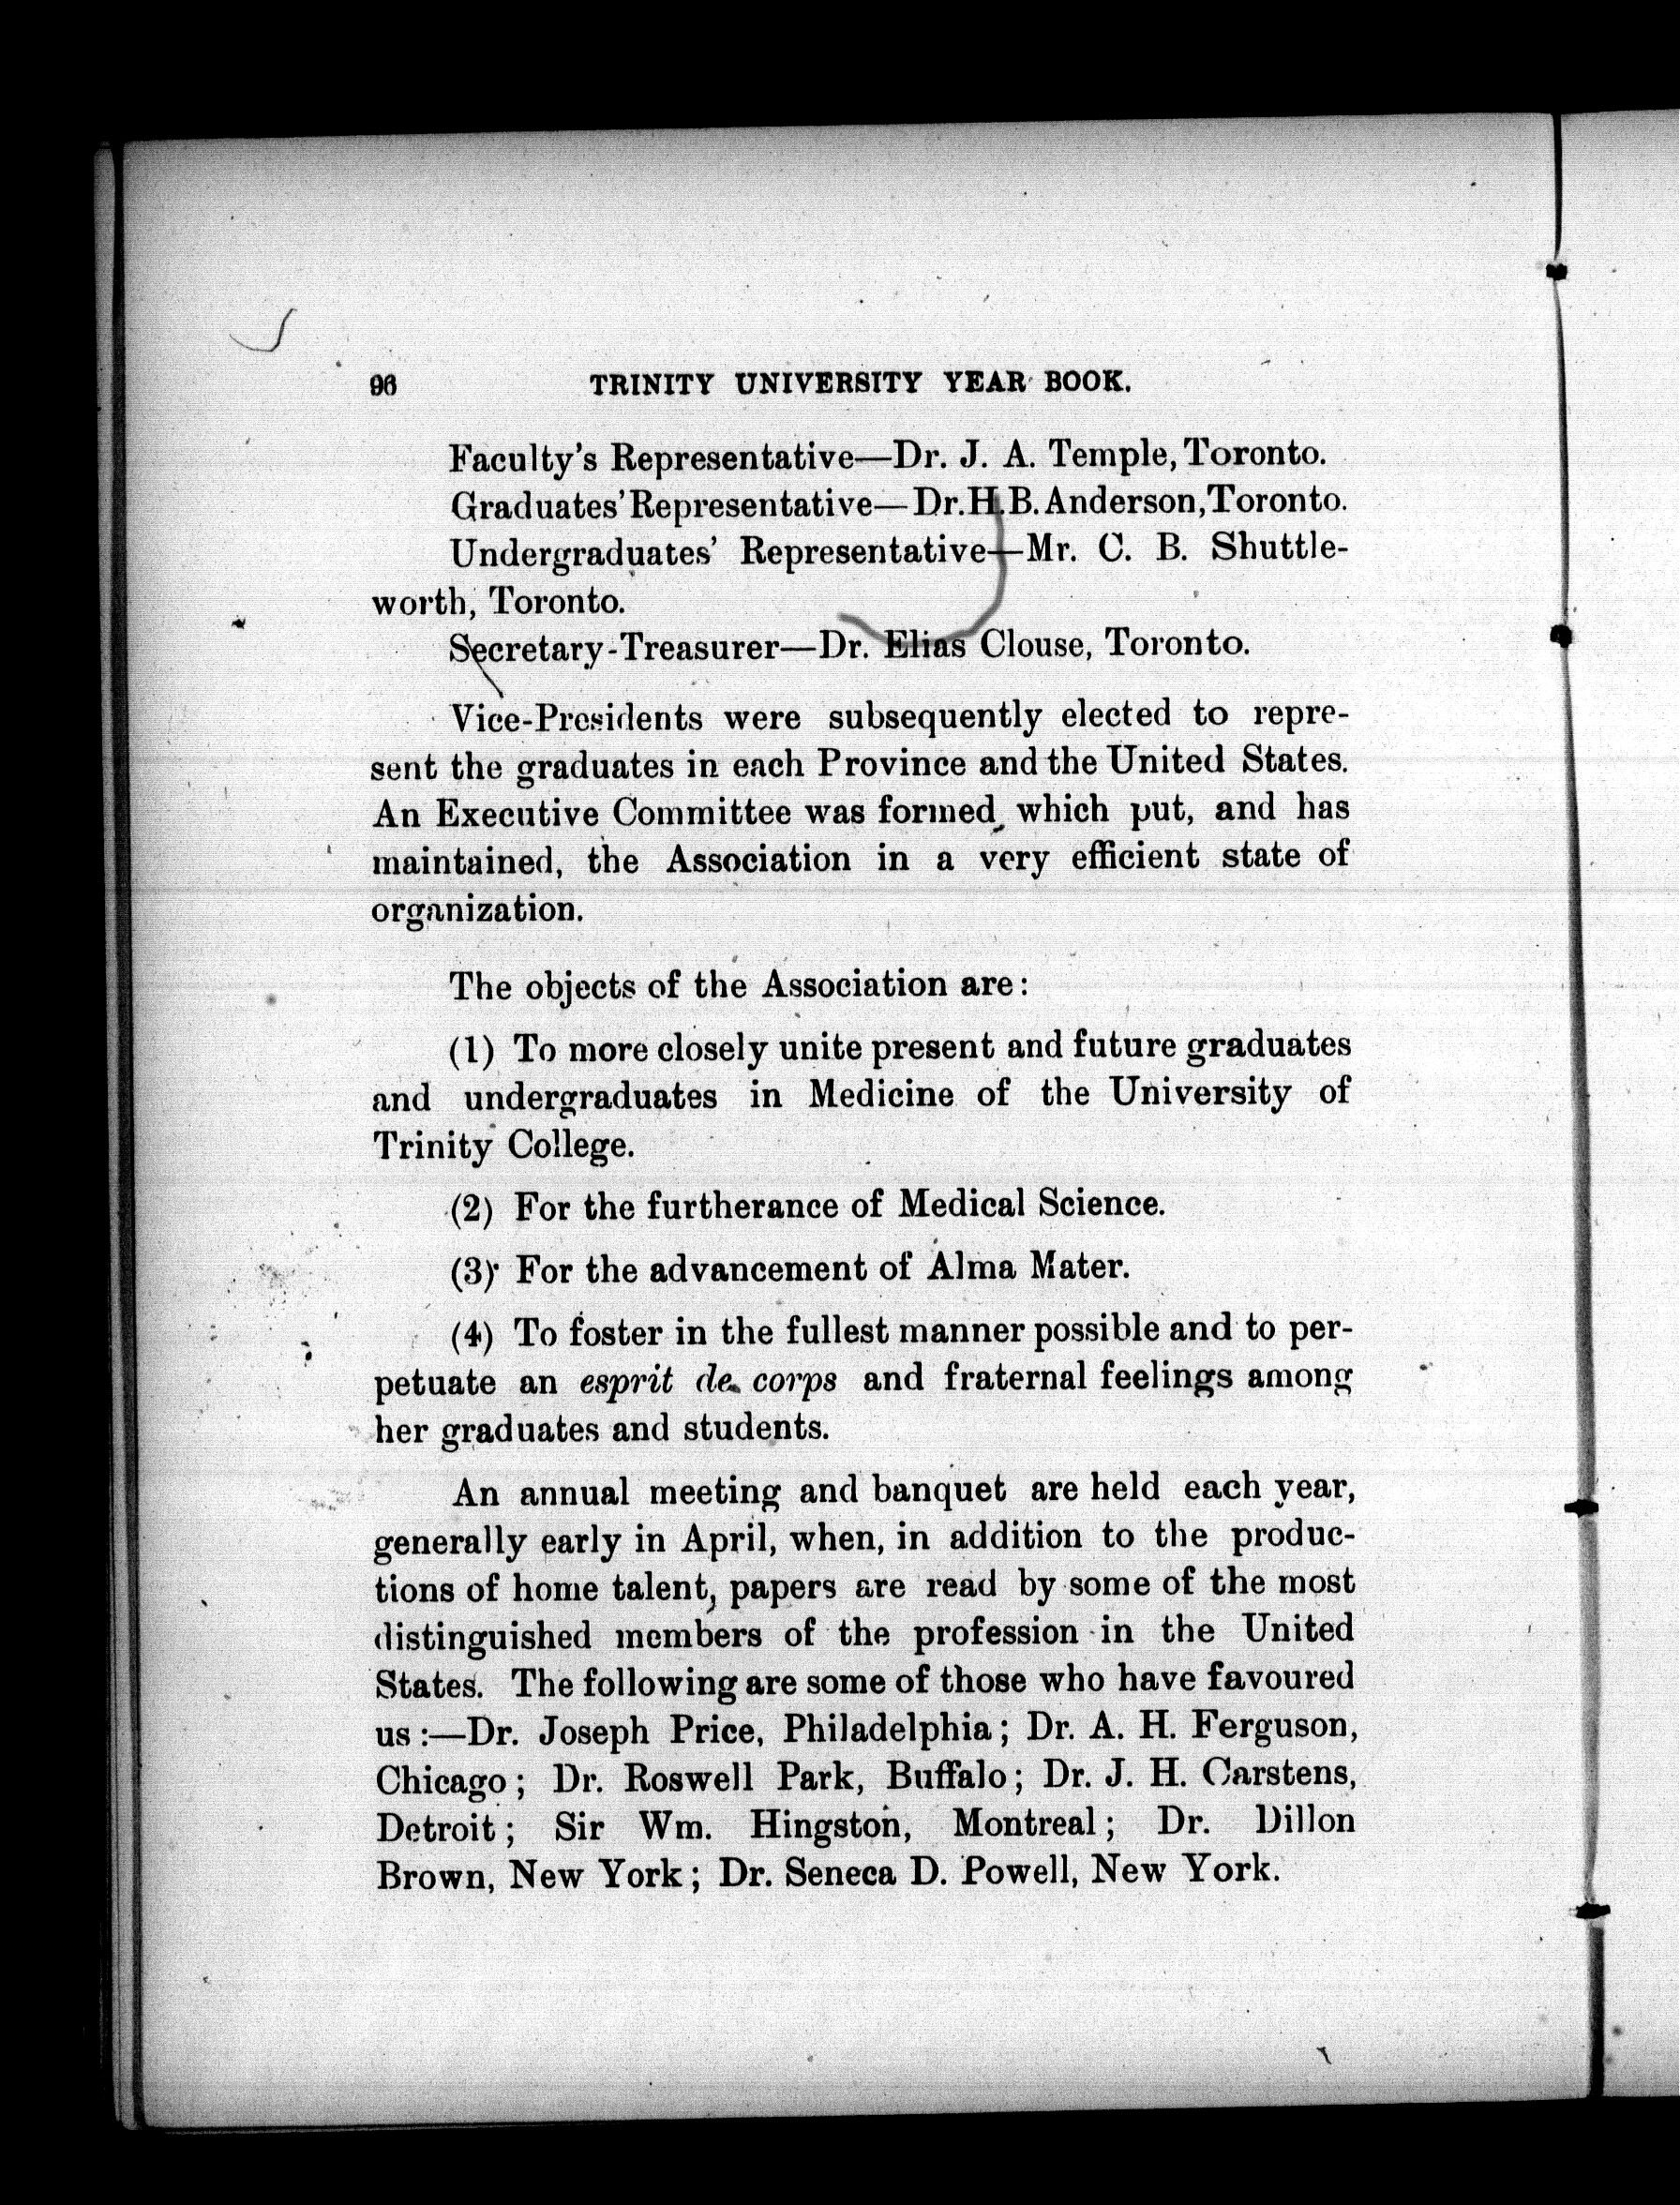 96 TRINITY UNIVERSITY YEAR BOOK.
Faculty's Representative—Dr. J. A. Temple, Toronto.
Graduates' Representative—Dr. H. B. Anderson, Toronto.
Undergraduates' Representative—Mr. C. B. Shuttle-
worth, Toronto.
Secretary-Treasurer—Dr. Elias Clouse, Toronto.
Vice-Presidents were subsequently elected to repre-
sent the graduates in each Province and the United States.
An Executive Committee was formed, which put, and has
maintained, the Association in a very efficient state of
organization.
The objects of the Association are:
(1) To more closely unite present and future graduates
and undergraduates in Medicine of the University of
Trinity College.
(2) For the furtherance of Medical Science.
(3) For the advancement of Alma Mater.
(4) To foster in the fullest manner possible and to per-
petuate an esprit de corps and fraternal feelings among
her graduates and students.
An annual meeting and banquet are held each year,
generally early in April, when, in addition to the produc-
tions of home talent, papers are read by some of the most
distinguished members of the profession in the United
States. The following are some of those who have favoured
us:—Dr. Joseph Price, Philadelphia; Dr. A. H. Ferguson,
Chicago; Dr. Roswell Park, Buffalo; Dr. J. H. Carstens,
Detroit; Sir Wm. Hingston, Montreal; Dr. Dillon
Brown, New York; Dr. Seneca D. Powell, New York.